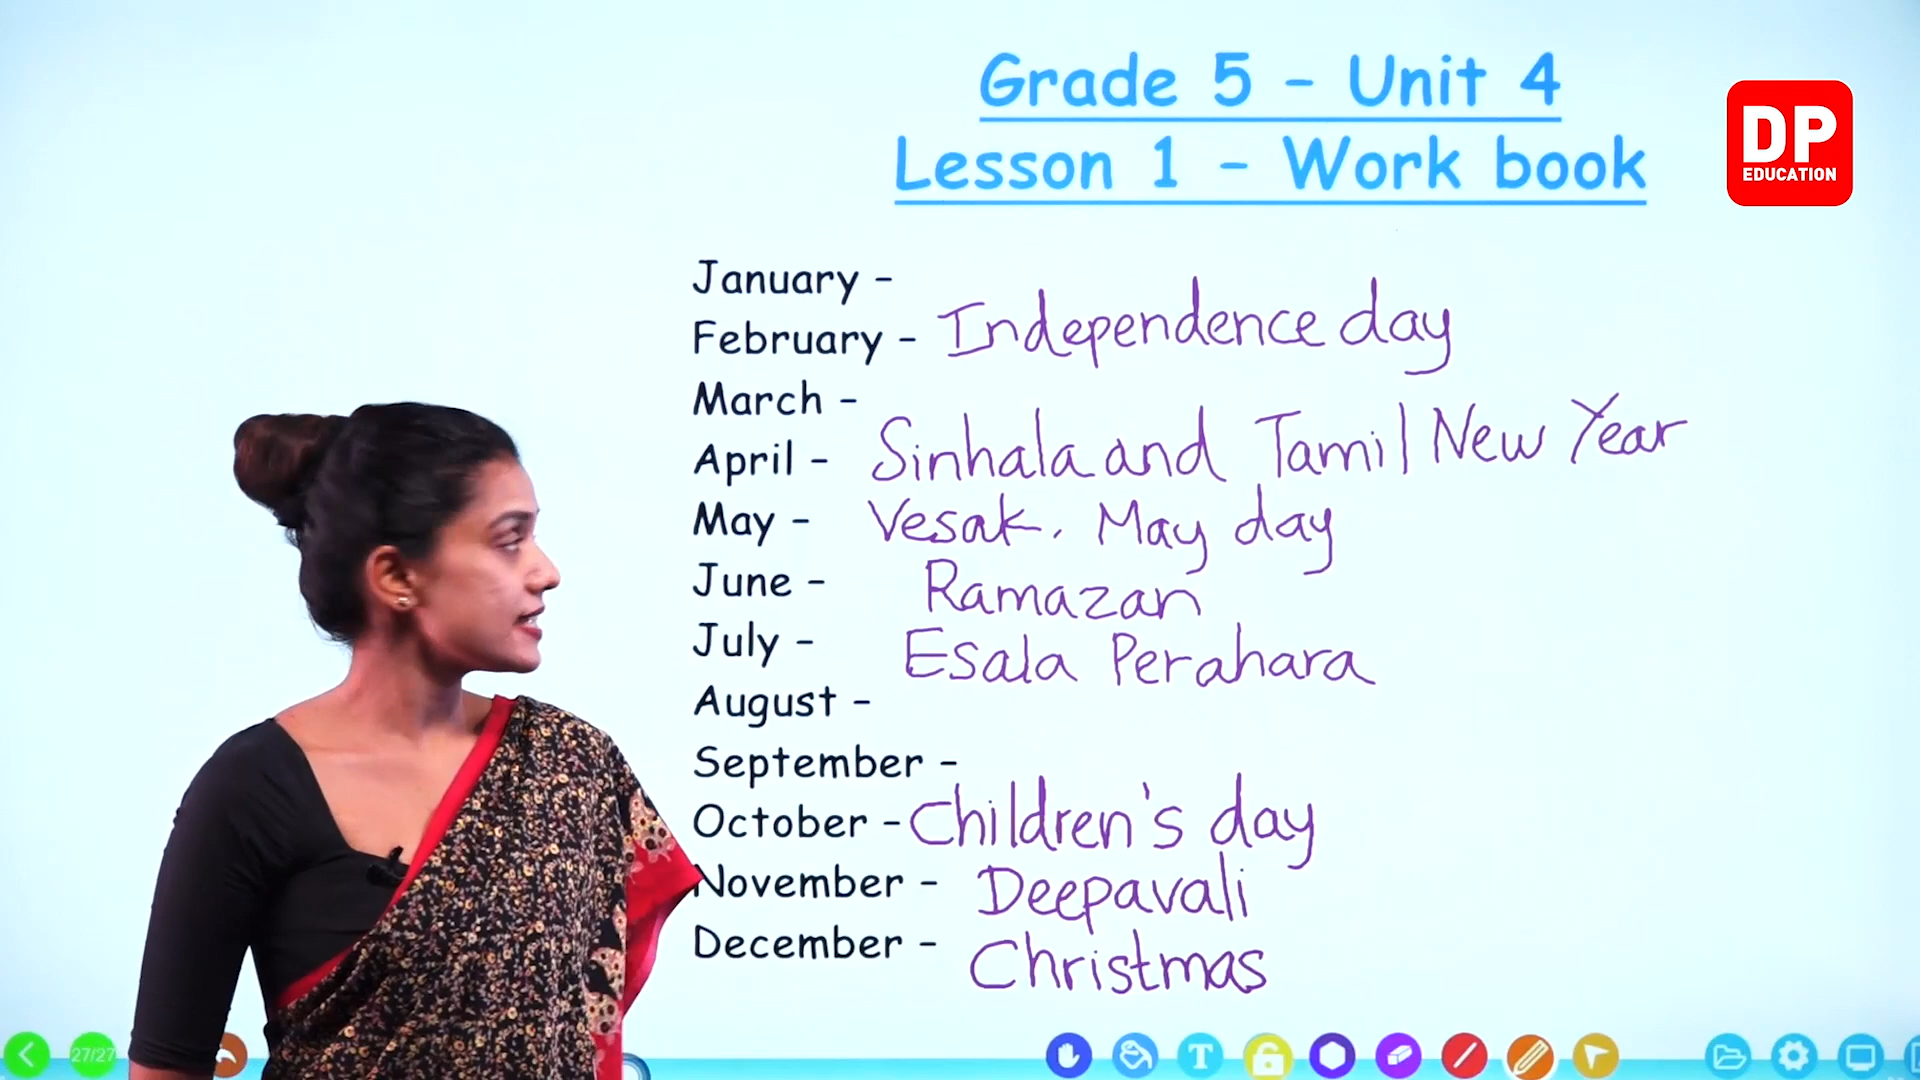 Grade 5 - Unit 4
Lesson 1 - Work book
DP
EDUCATION
January -
February - Independence day
March -
April - Sinhala and Tamil New Year
May - Vesak, May day
June - Ramazan
July - Esala Perahara
August -
September -
October - Children's day
November - Deepavali
December - Christmas
27/27
T